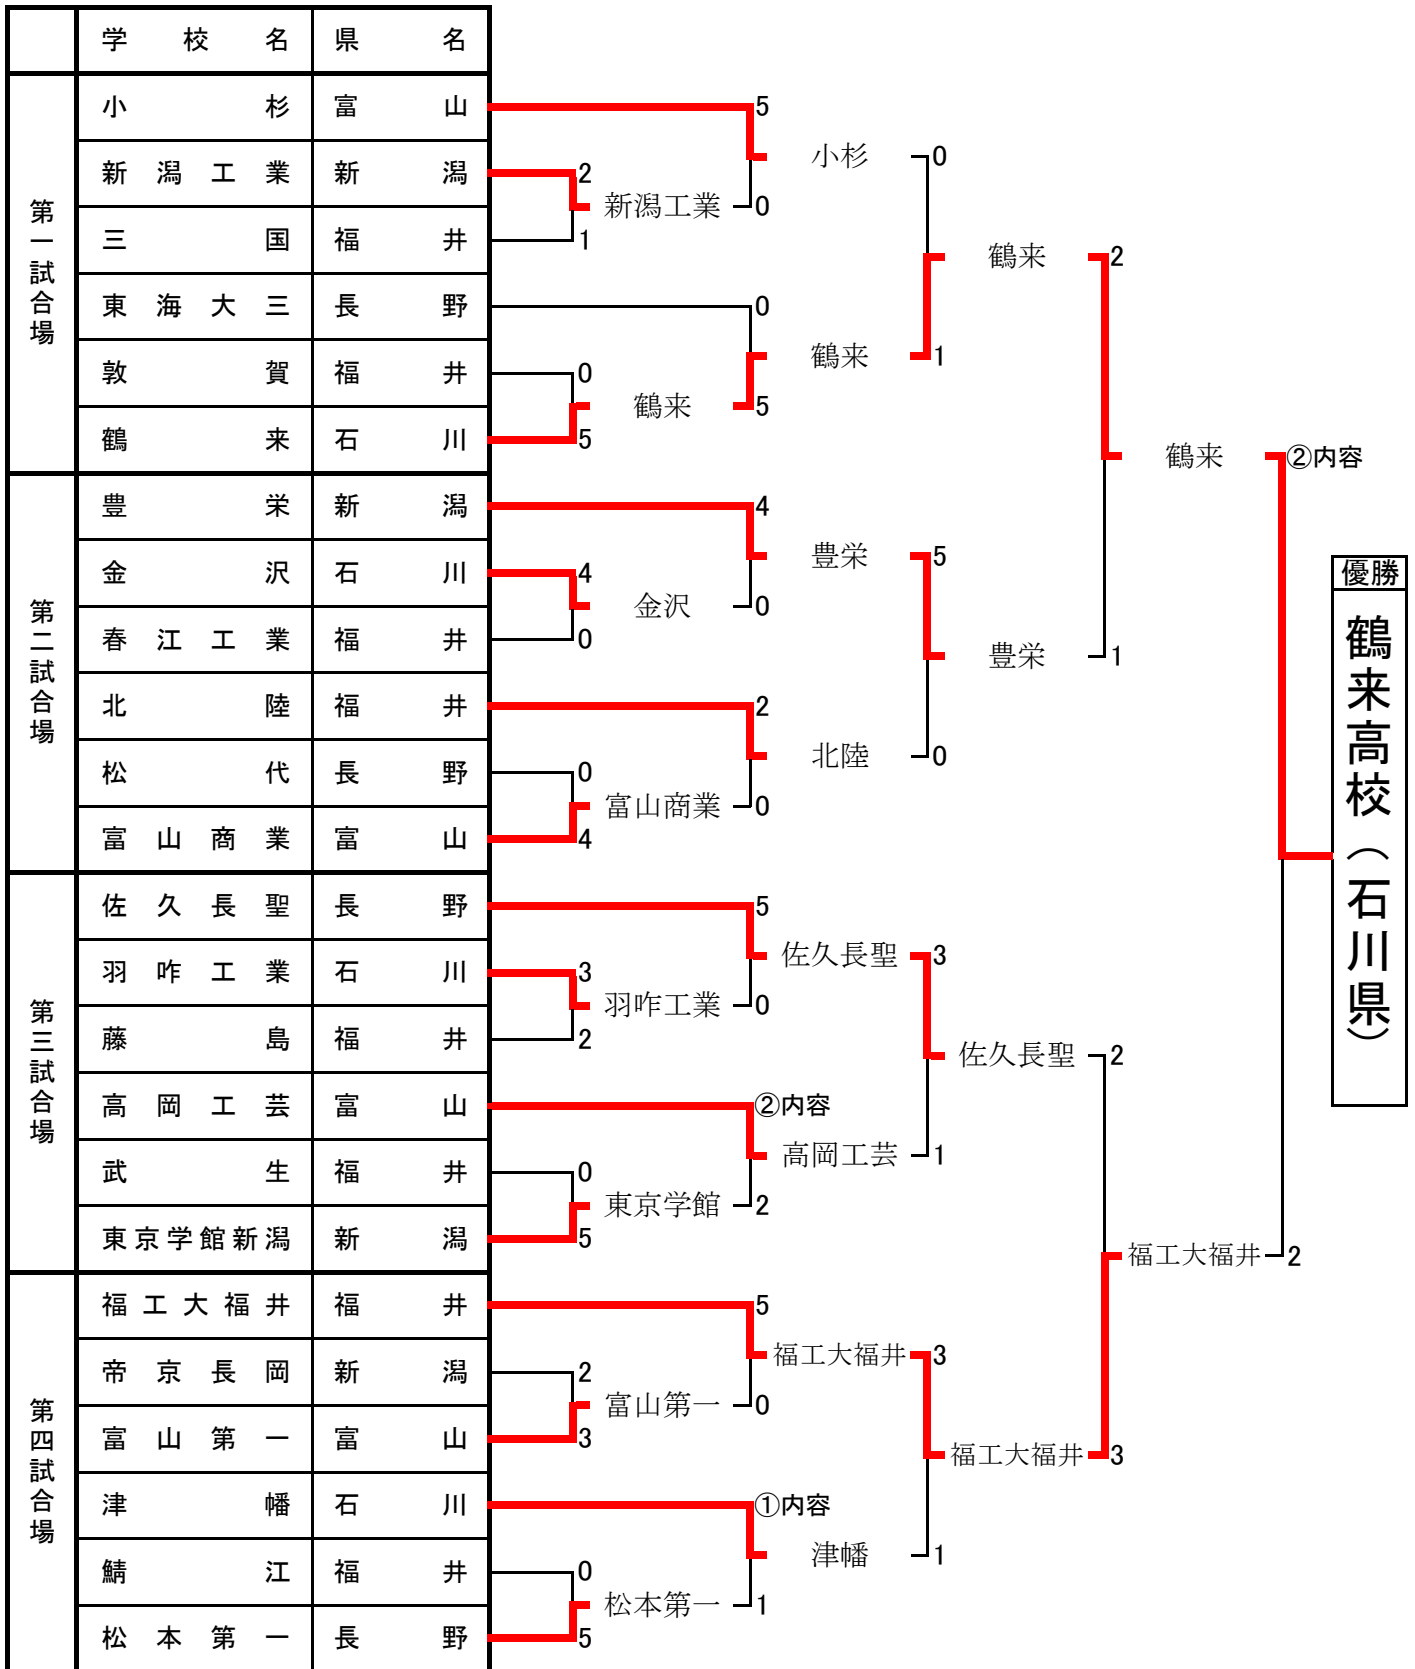 学校名 県名
第一試合場
小杉 富山 5
新潟工業 新潟 2
三国 福井 1
新潟工業 0
小杉 0
東海大三 長野 0
敦賀 福井 0
鶴来 石川 5
鶴来 5
鶴来 1
鶴来 2
第二試合場
豊栄 新潟 4
金沢 石川 4
春江工業 福井 0
金沢 0
豊栄 5
北陸 福井 2
松代 長野 0
富山商業 富山 4
富山商業 0
北陸 0
豊栄 1
鶴来 ②内容
第三試合場
佐久長聖 長野 5
羽咋工業 石川 3
藤島 福井 2
羽咋工業 0
佐久長聖 3
高岡工芸 富山 ②内容
武生 福井 0
東京学館新潟 新潟 5
東京学館 2
高岡工芸 1
佐久長聖 2
第四試合場
福工大福井 福井 5
帝京長岡 新潟 2
富山第一 富山 3
富山第一 0
福工大福井 3
津幡 石川 ①内容
鯖江 福井 0
松本第一 長野 5
松本第一 1
津幡 1
福工大福井 3
福工大福井 2
優勝
鶴来高校（石川県）